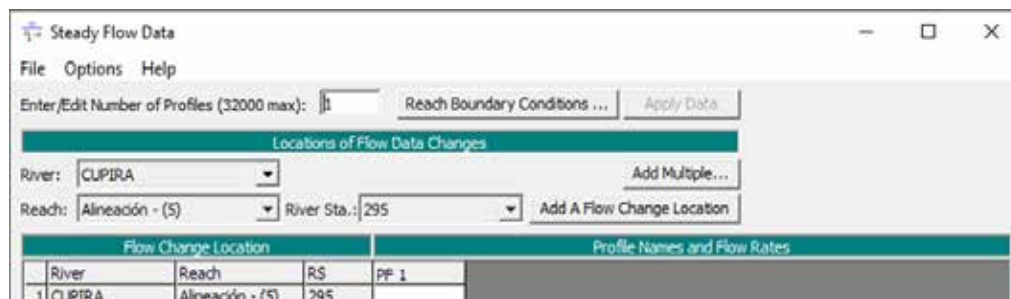 Steady Flow Data
File Options Help
Enter/Edit Number of Profiles (32000 max): 1 Reach Boundary Conditions ... Apply Data
Locations of Flow Data Changes
River: CUPIRA Add Multiple...
Reach: Alineación - (S) River Sta.: 295 Add A Flow Change Location
Flow Change Location Profile Names and Flow Rates
River Reach RS PF 1
1 CUPIRA Alineación - (S) 295